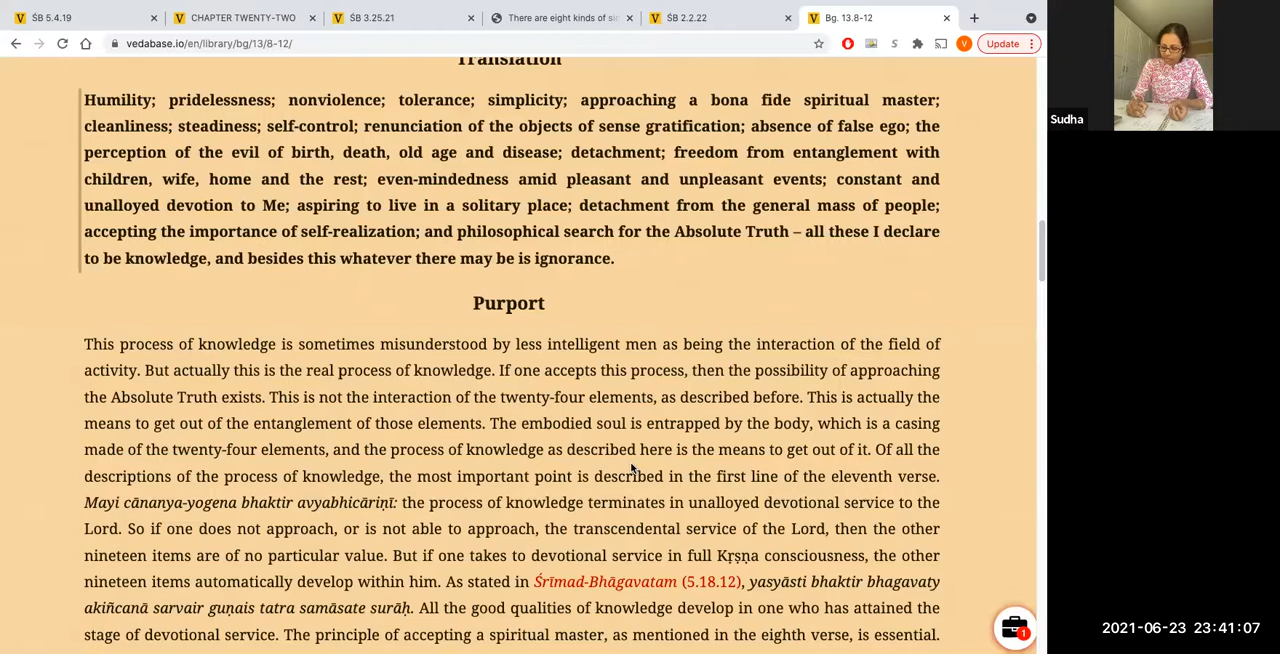 ŚB 5.4.19
CHAPTER TWENTY-TWO
ŚB 3.25.21
There are eight kinds of si
ŚB 2.2.22
Bg. 13.8-12
vedabase.io/en/library/bg/13/8-12/
V
Update
Translation
Humility; pridelessness; nonviolence; tolerance; simplicity; approaching a bona fide spiritual master;
cleanliness; steadiness; self-control; renunciation of the objects of sense gratification; absence of false ego; the
perception of the evil of birth, death, old age and disease; detachment; freedom from entanglement with
children, wife, home and the rest; even-mindedness amid pleasant and unpleasant events; constant and
unalloyed devotion to Me; aspiring to live in a solitary place; detachment from the general mass of people;
accepting the importance of self-realization; and philosophical search for the Absolute Truth – all these I declare
to be knowledge, and besides this whatever there may be is ignorance.
Purport
This process of knowledge is sometimes misunderstood by less intelligent men as being the interaction of the field of
activity. But actually this is the real process of knowledge. If one accepts this process, then the possibility of approaching
the Absolute Truth exists. This is not the interaction of the twenty-four elements, as described before. This is actually the
means to get out of the entanglement of those elements. The embodied soul is entrapped by the body, which is a casing
made of the twenty-four elements, and the process of knowledge as described here is the means to get out of it. Of all the
descriptions of the process of knowledge, the most important point is described in the first line of the eleventh verse.
Mayi cānanya-yogena bhaktir avyabhicāriṇī: the process of knowledge terminates in unalloyed devotional service to the
Lord. So if one does not approach, or is not able to approach, the transcendental service of the Lord, then the other
nineteen items are of no particular value. But if one takes to devotional service in full Kṛṣṇa consciousness, the other
nineteen items automatically develop within him. As stated in Śrīmad-Bhāgavatam (5.18.12), yasyāsti bhaktir bhagavaty
akiñcanā sarvair guṇais tatra samāsate surāḥ. All the good qualities of knowledge develop in one who has attained the
stage of devotional service. The principle of accepting a spiritual master, as mentioned in the eighth verse, is essential.
1
Sudha
2021-06-23 23:41:07